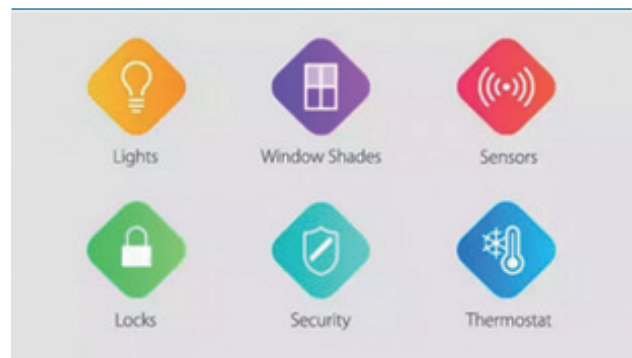 Lights
Window Shades
Sensors
Locks
Security
Thermostat